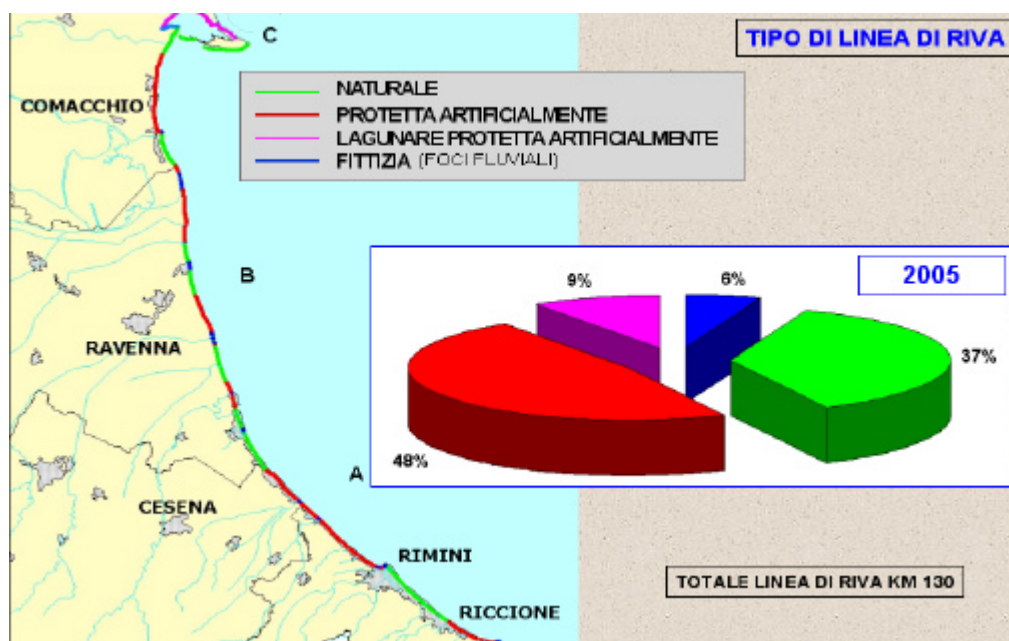 C
TIPO DI LINEA DI RIVA
NATURALE
PROTETTA ARTIFICIALMENTE
LAGUNARE PROTETTA ARTIFICIALMENTE
FITTIZIA (FOCI FLUVIALI)
COMACCHIO
B
RAVENNA
A
CESENA
RIMINI
RICCIONE
2005
9%
6%
37%
48%
TOTALE LINEA DI RIVA KM 130